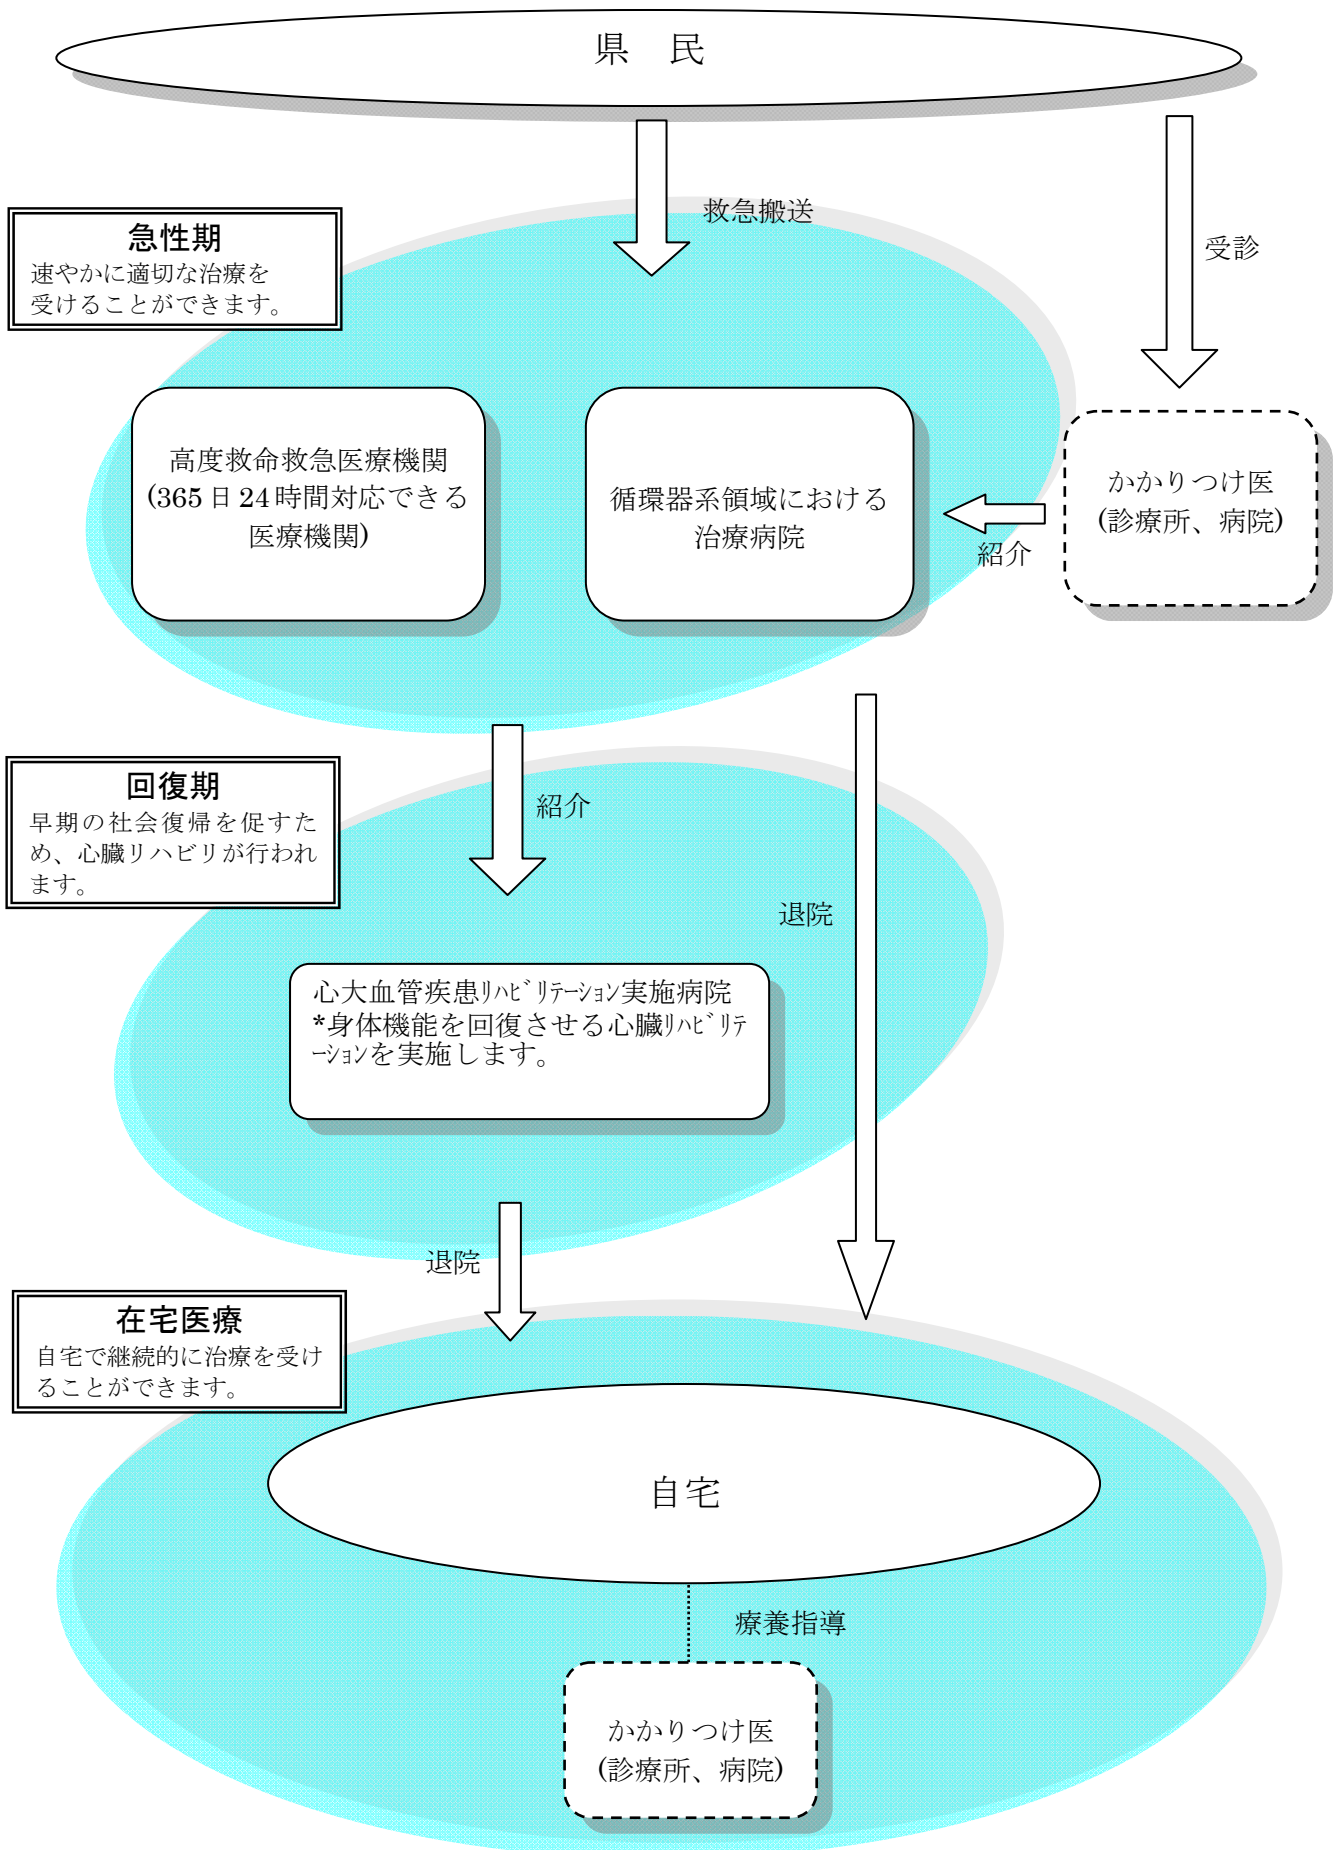 県　民
救急搬送
受診
急性期
速やかに適切な治療を
受けることができます。
高度救命救急医療機関
(365日24時間対応できる
医療機関)
循環器系領域における
治療病院
かかりつけ医
(診療所、病院)
紹介
回復期
早期の社会復帰を促すた
め、心臓リハビリが行われ
ます。
紹介
退院
心大血管疾患ﾘﾊﾋﾞﾘﾃｰｼｮﾝ実施病院
*身体機能を回復させる心臓ﾘﾊﾋﾞﾘﾃ
ｰｼｮﾝを実施します。
退院
在宅医療
自宅で継続的に治療を受け
ることができます。
自宅
療養指導
かかりつけ医
(診療所、病院)